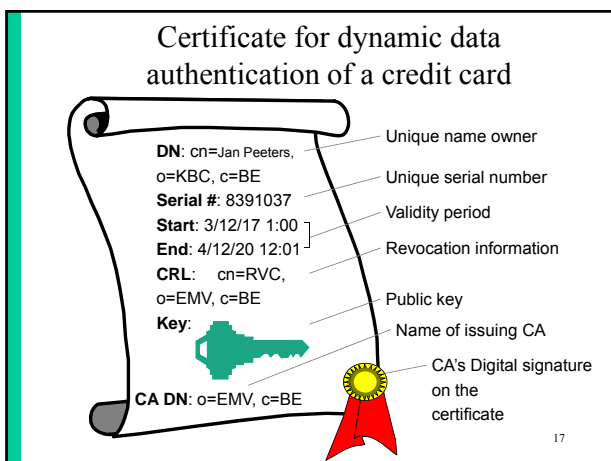 Certificate for dynamic data
authentication of a credit card
DN: cn=Jan Peeters,
o=KBC, c=BE
Serial #: 8391037
Start: 3/12/17 1:00
End: 4/12/20 12:01
CRL: cn=RVC,
o=EMV, c=BE
Key:
CA DN: o=EMV, c=BE
Unique name owner
Unique serial number
Validity period
Revocation information
Public key
Name of issuing CA
CA's Digital signature
on the
certificate
17